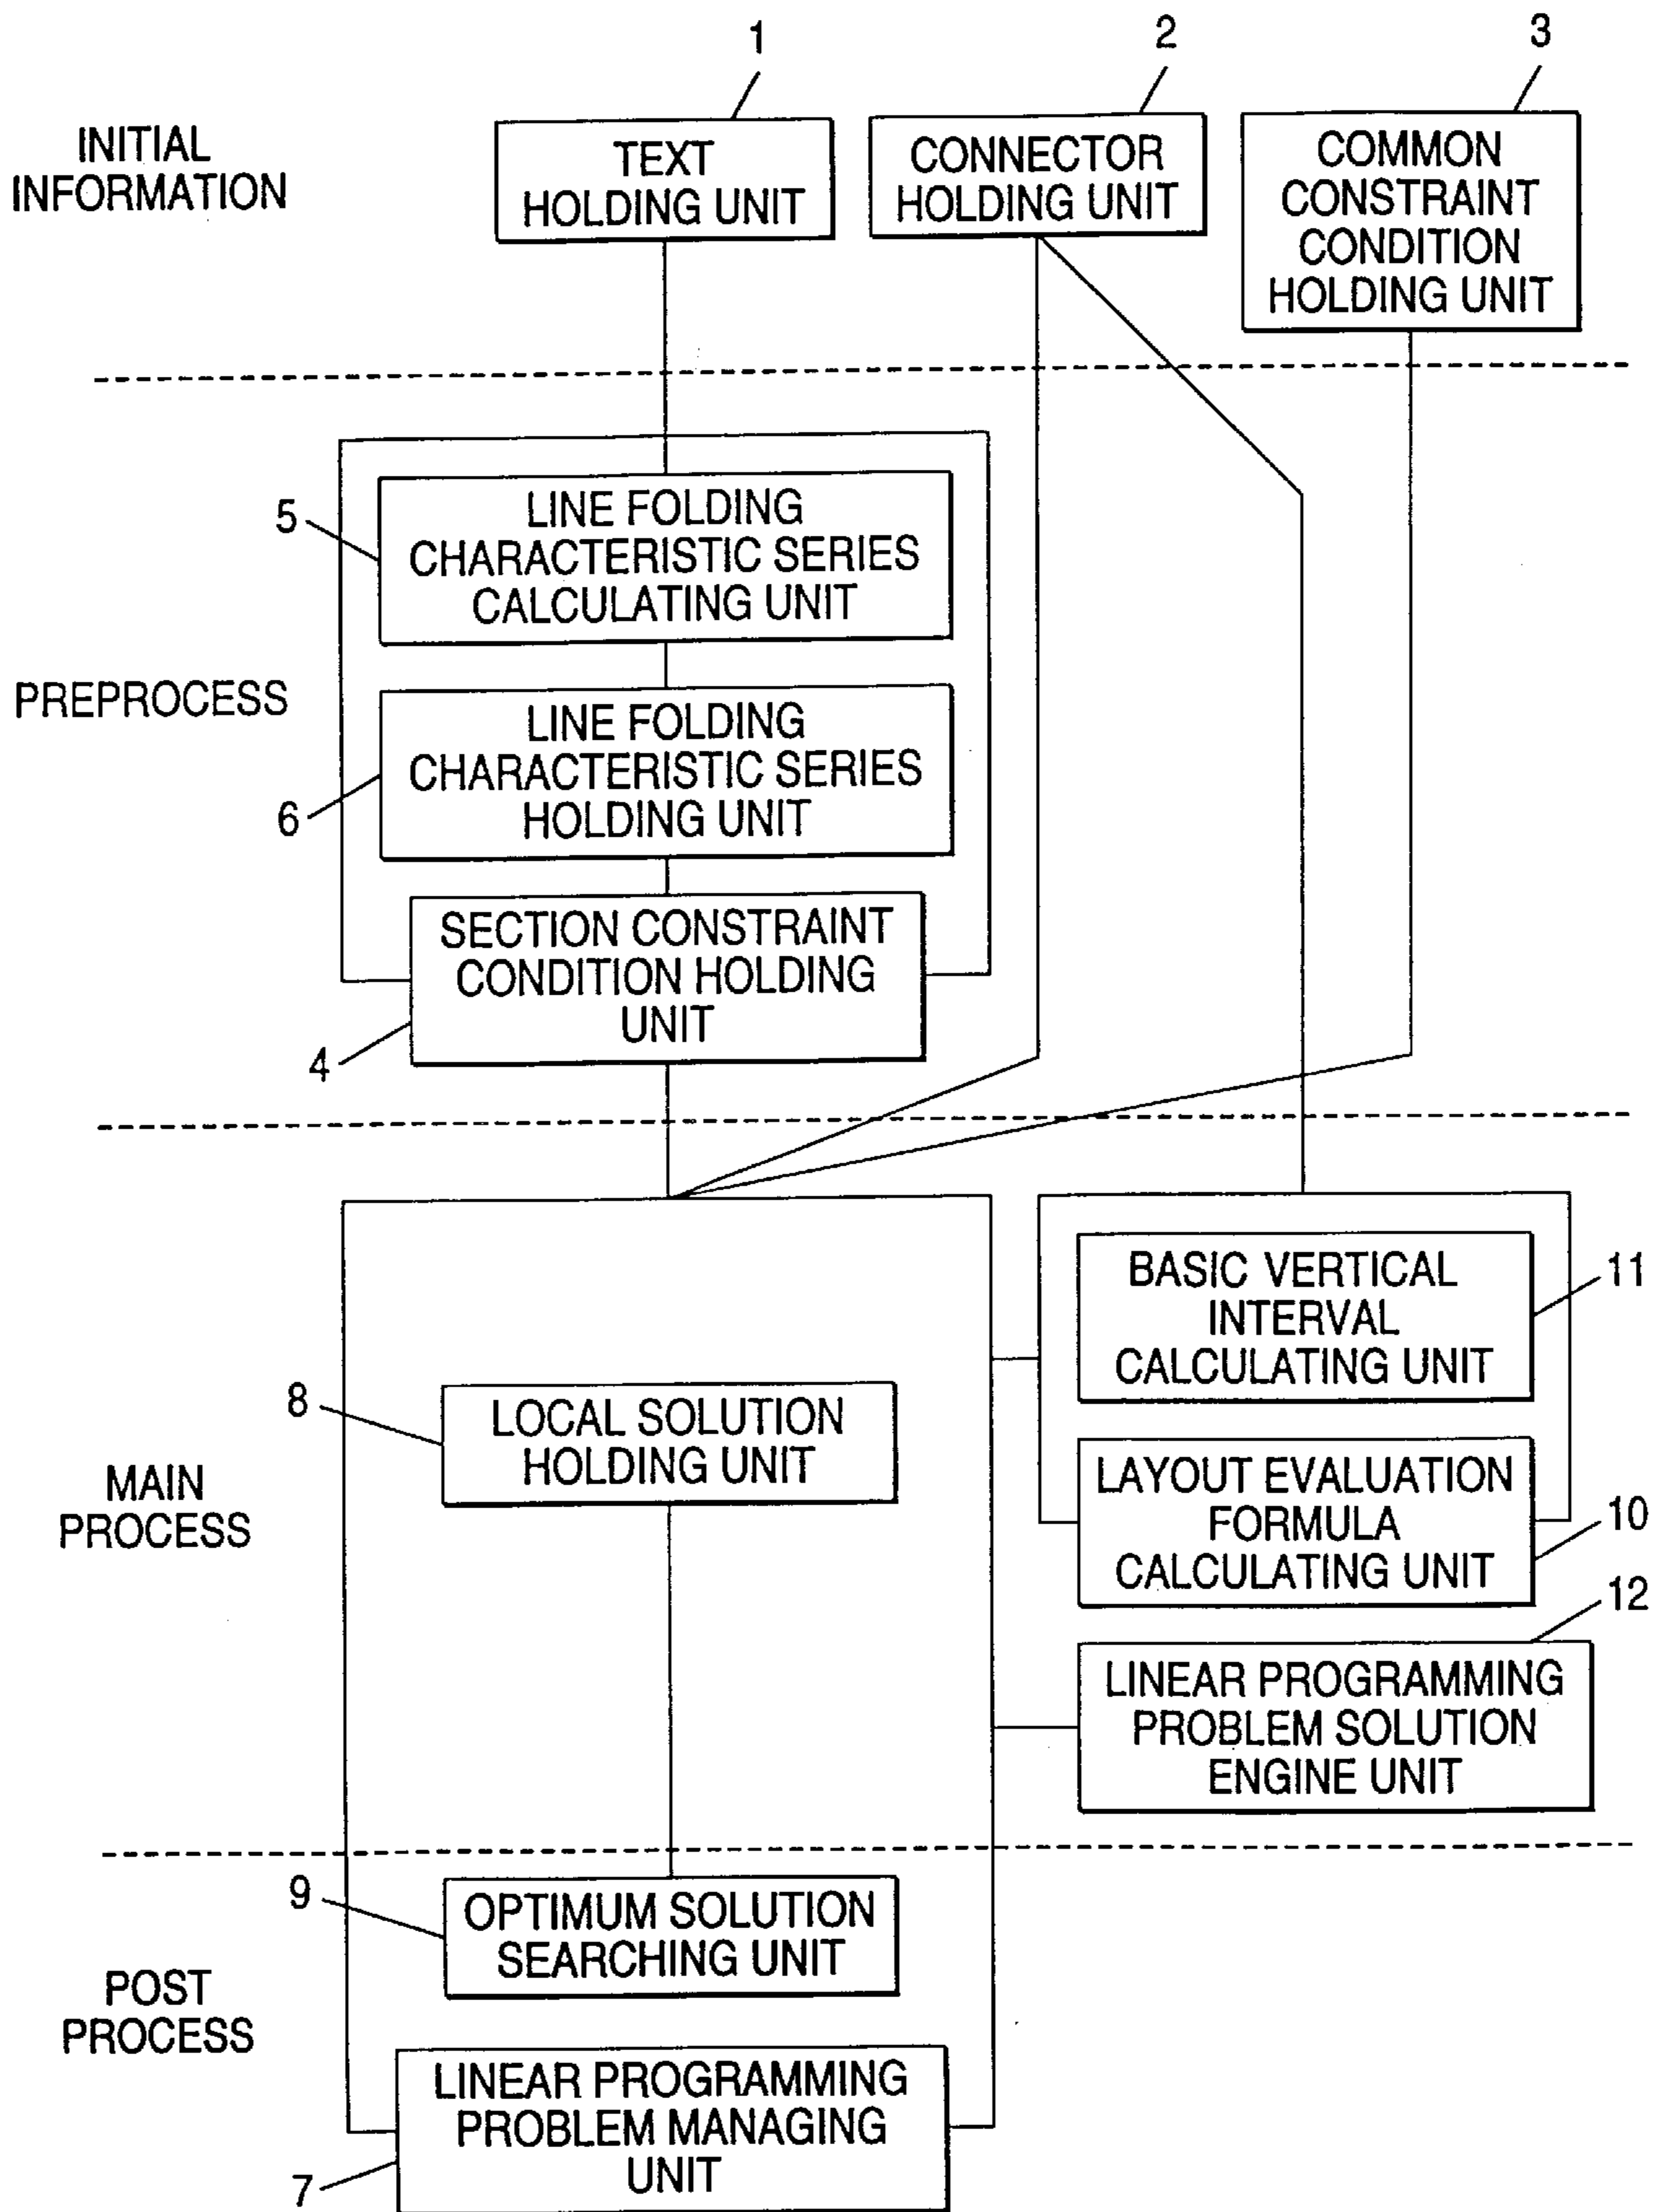 1
2
3
INITIAL
INFORMATION
TEXT
HOLDING UNIT
CONNECTOR
HOLDING UNIT
COMMON
CONSTRAINT
CONDITION
HOLDING UNIT
PREPROCESS
5
LINE FOLDING
CHARACTERISTIC SERIES
CALCULATING UNIT
6
LINE FOLDING
CHARACTERISTIC SERIES
HOLDING UNIT
4
SECTION CONSTRAINT
CONDITION HOLDING
UNIT
MAIN
PROCESS
8
LOCAL SOLUTION
HOLDING UNIT
BASIC VERTICAL
INTERVAL
CALCULATING UNIT
11
LAYOUT EVALUATION
FORMULA
CALCULATING UNIT
10
12
LINEAR PROGRAMMING
PROBLEM SOLUTION
ENGINE UNIT
POST
PROCESS
9
OPTIMUM SOLUTION
SEARCHING UNIT
LINEAR PROGRAMMING
PROBLEM MANAGING
UNIT
7